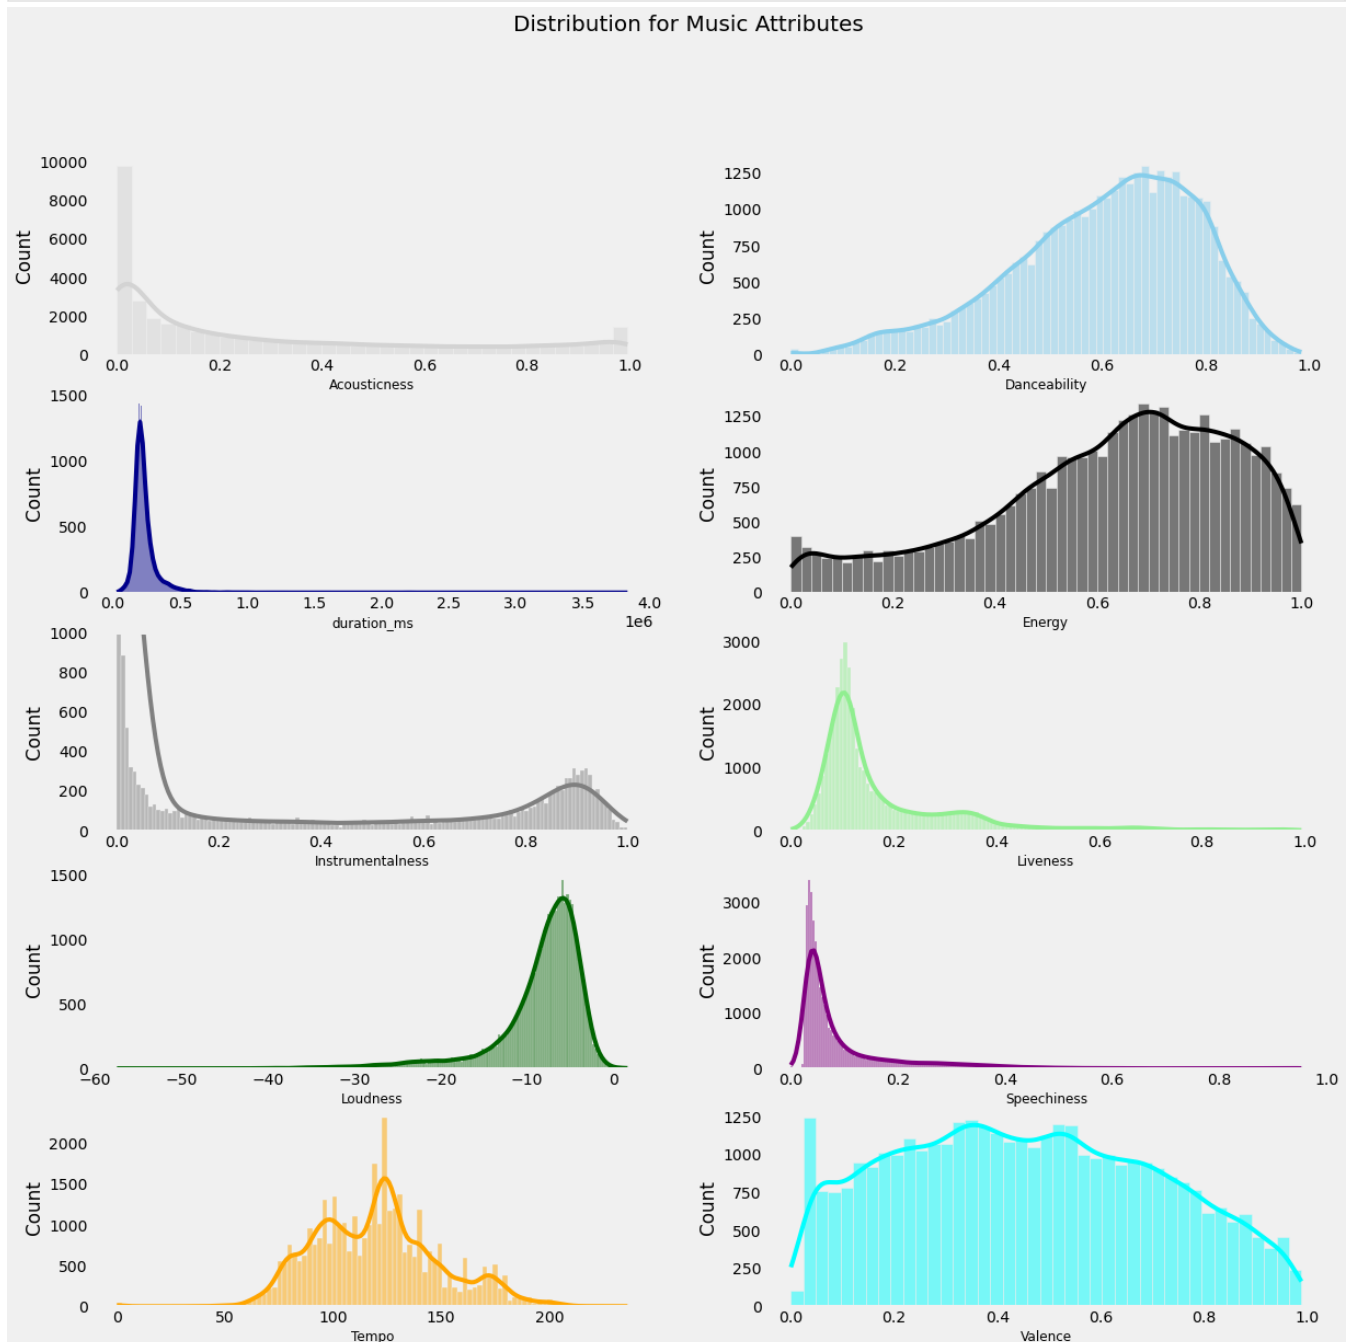 Distribution for Music Attributes
10000
8000
6000
4000
2000
0
Count
0.0 0.2 0.4 0.6 0.8 1.0
Acousticness
1250
1000
750
500
250
0
Count
0.0 0.2 0.4 0.6 0.8 1.0
Danceability
1500
1000
500
0
Count
0.0 0.5 1.0 1.5 2.0 2.5 3.0 3.5 4.0
duration_ms
1e6
1250
1000
750
500
250
0
Count
0.0 0.2 0.4 0.6 0.8 1.0
Energy
1000
800
600
400
200
0
Count
0.0 0.2 0.4 0.6 0.8 1.0
Instrumentalness
3000
2000
1000
0
Count
0.0 0.2 0.4 0.6 0.8 1.0
Liveness
1500
1000
500
0
Count
−60 −50 −40 −30 −20 −10 0
Loudness
3000
2000
1000
0
Count
0.0 0.2 0.4 0.6 0.8 1.0
Speechiness
2000
1500
1000
500
0
Count
0 50 100 150 200
Tempo
1250
1000
750
500
250
0
Count
0.0 0.2 0.4 0.6 0.8 1.0
Valence